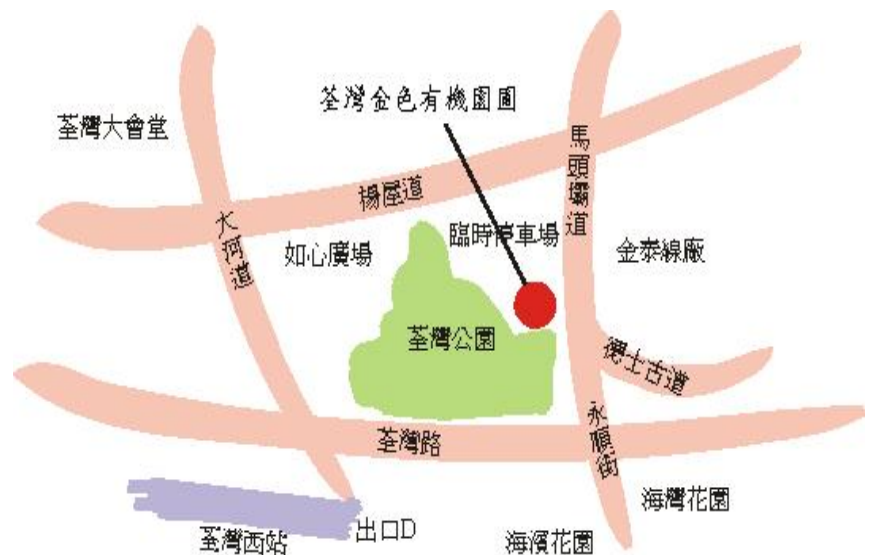 荃灣金色有機園圃
荃灣大會堂
馬頭壩道
楊屋道
大河道
臨時停車場
如心廣場
金泰線廠
荃灣公園
德士古道
永順街
荃灣路
海灣花園
荃灣西站
出口D
海濱花園